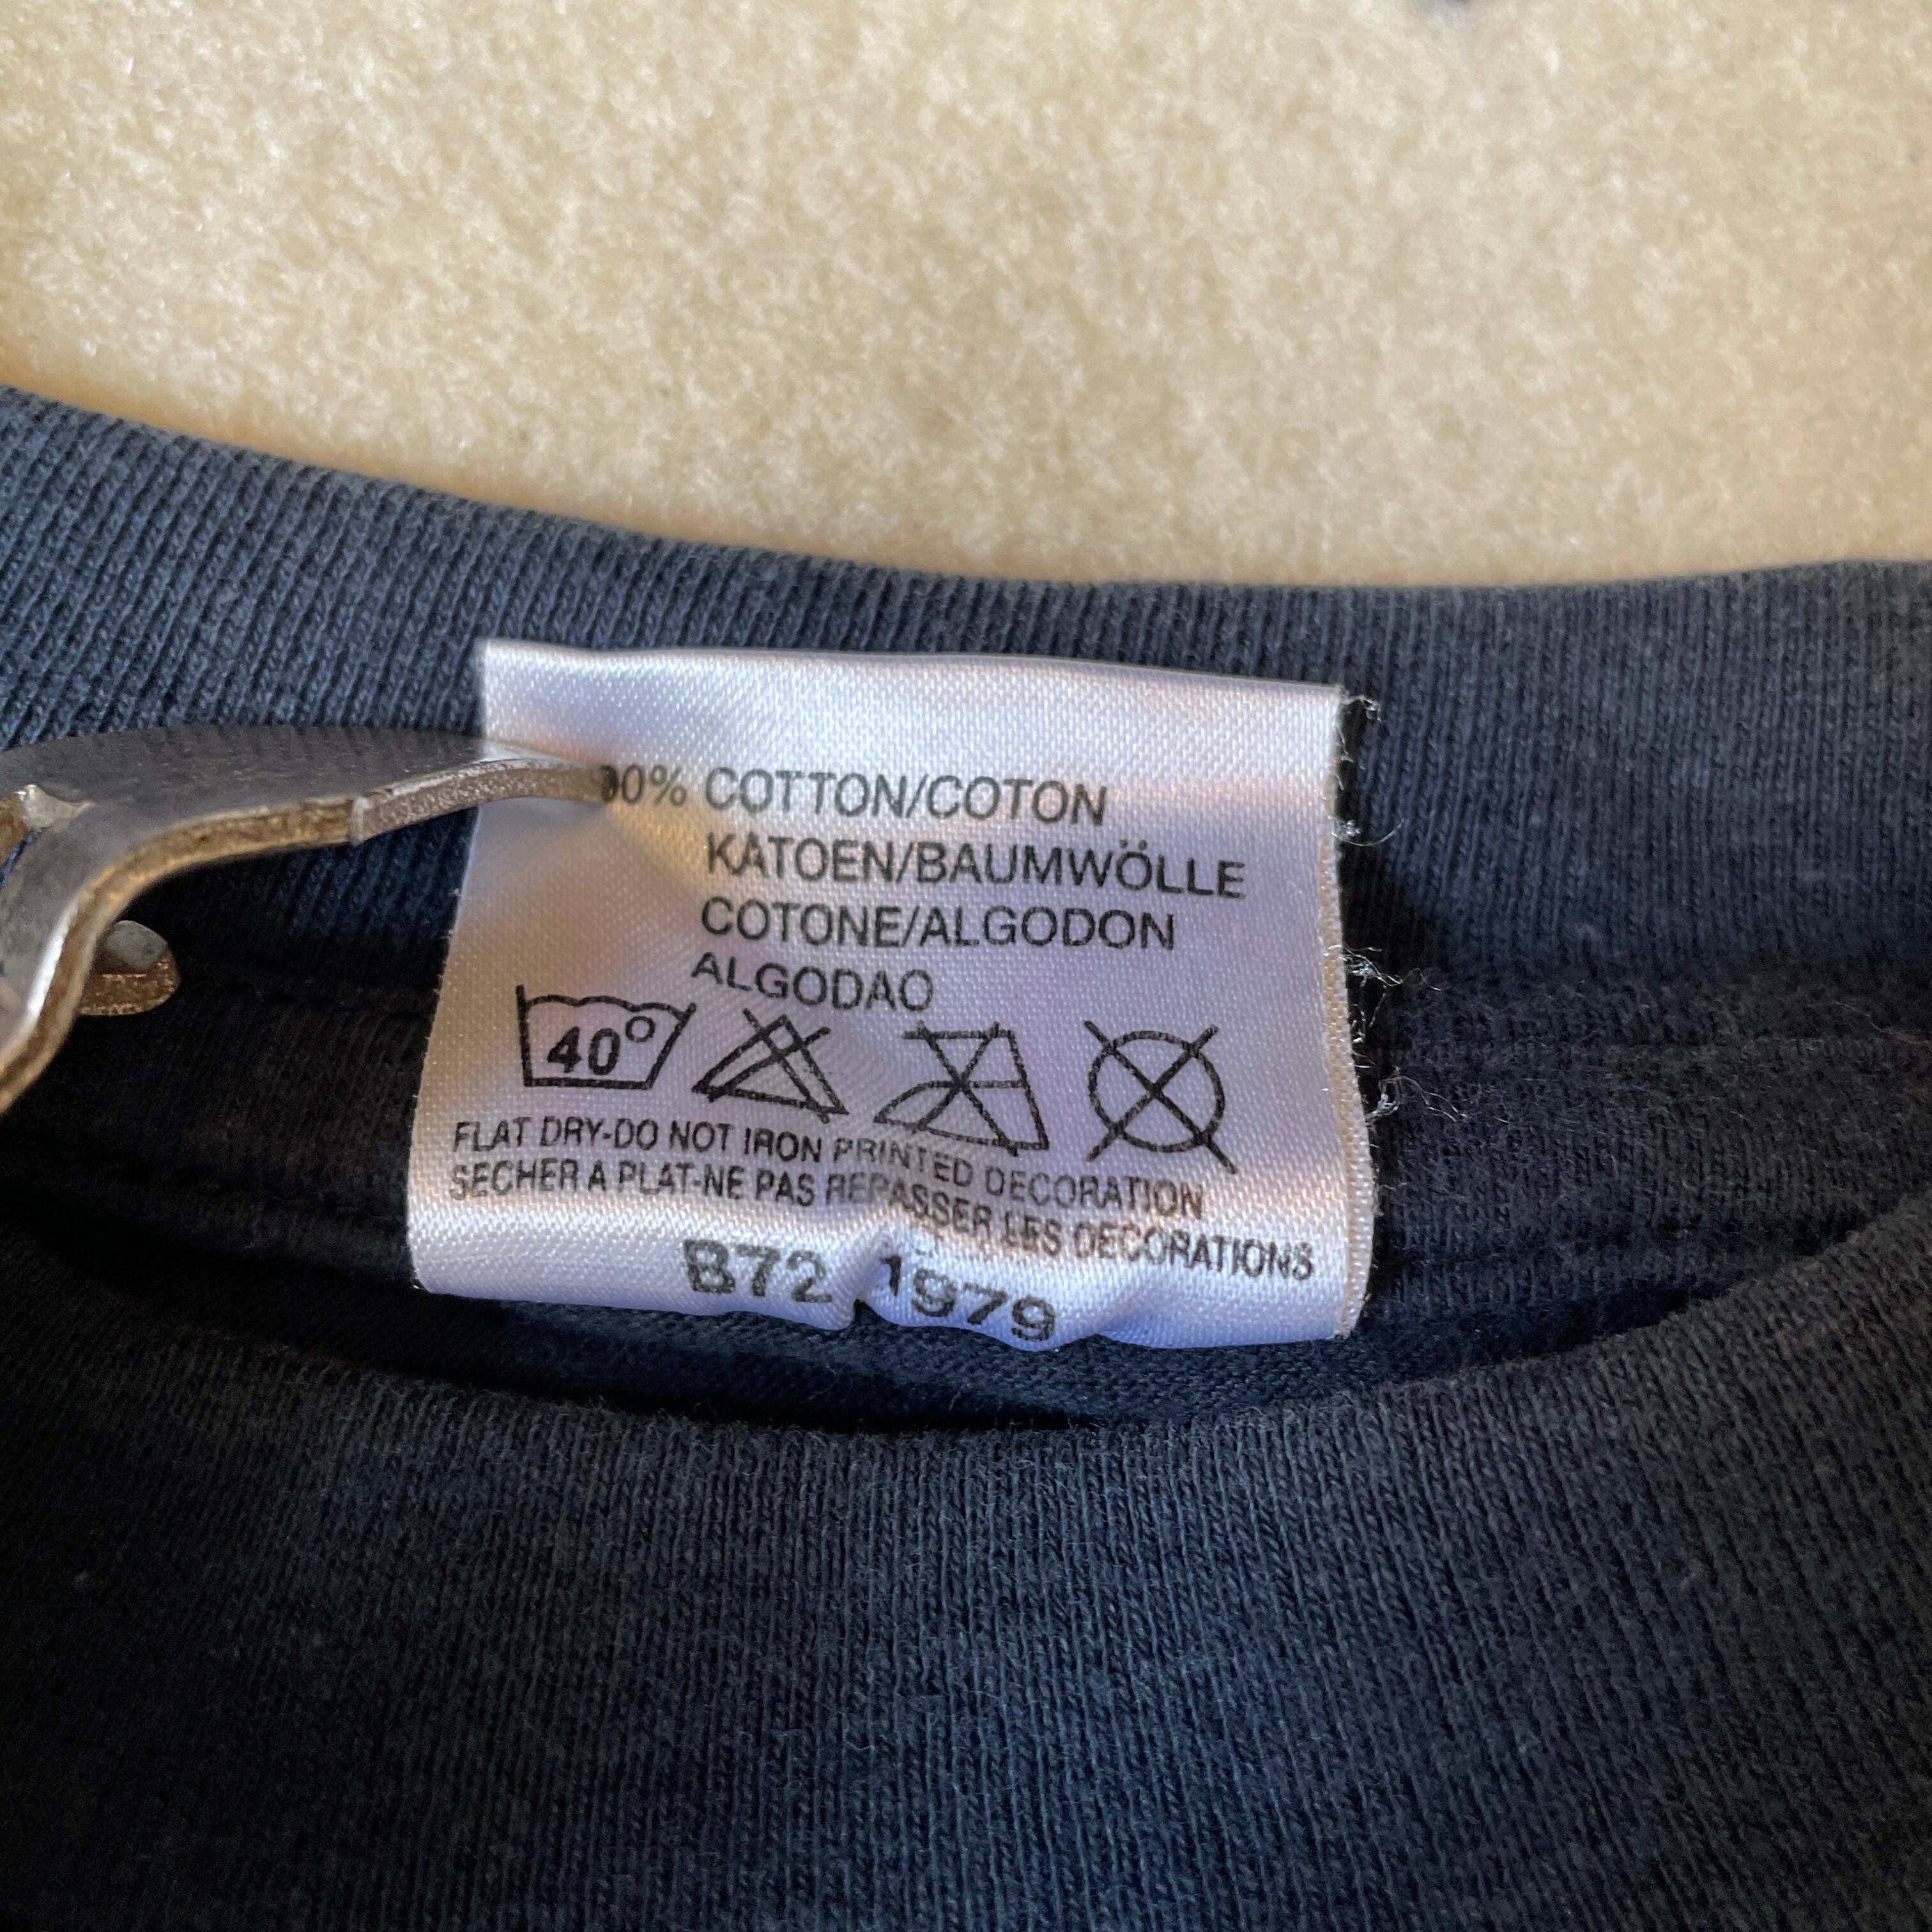 00% COTTON/COTON
KATOEN/BAUMWÖLLE
COTONE/ALGODON
ALGODAO
40°
FLAT DRY-DO NOT IRON PRINTED DECORATION
SECHER A PLAT-NE PAS REPASSER LES DECORATIONS
B72 1979